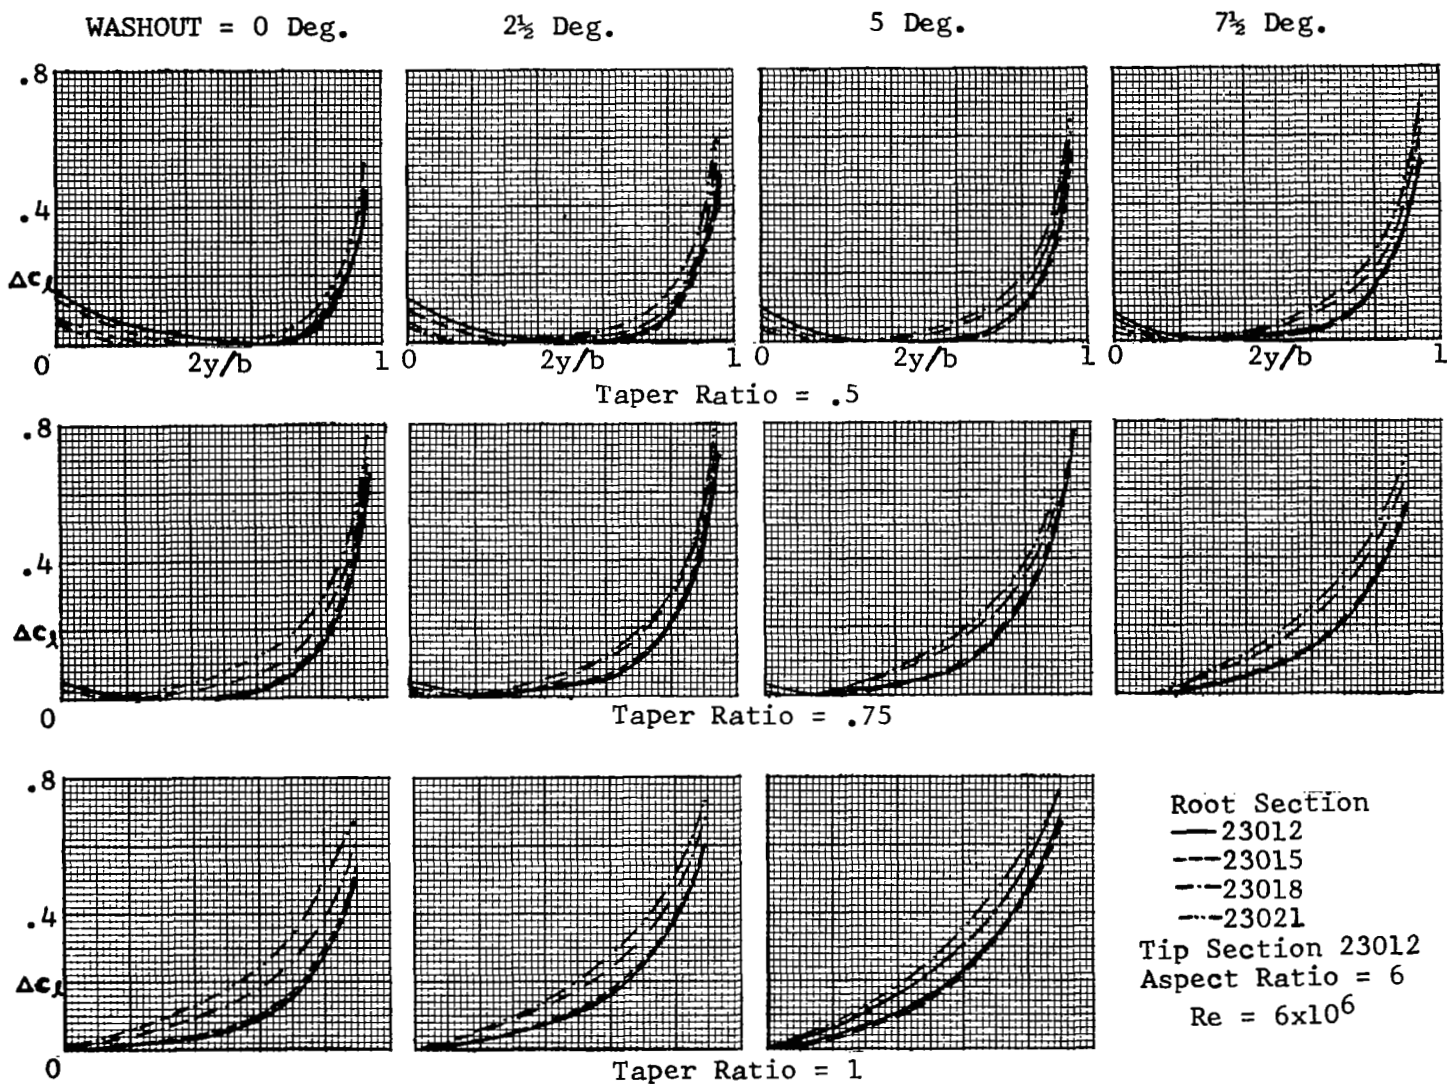 WASHOUT = 0 Deg. 2½ Deg. 5 Deg. 7½ Deg.
.8
.4
Δcℓ
0 2y/b 1 0 2y/b 1 0 2y/b 1 0 2y/b 1
Taper Ratio = .5
.8
.4
Δcℓ
0
Taper Ratio = .75
.8
.4
Δcℓ
0
Taper Ratio = 1
Root Section
23012
23015
23018
23021
Tip Section 23012
Aspect Ratio = 6
Re = 6x10⁶